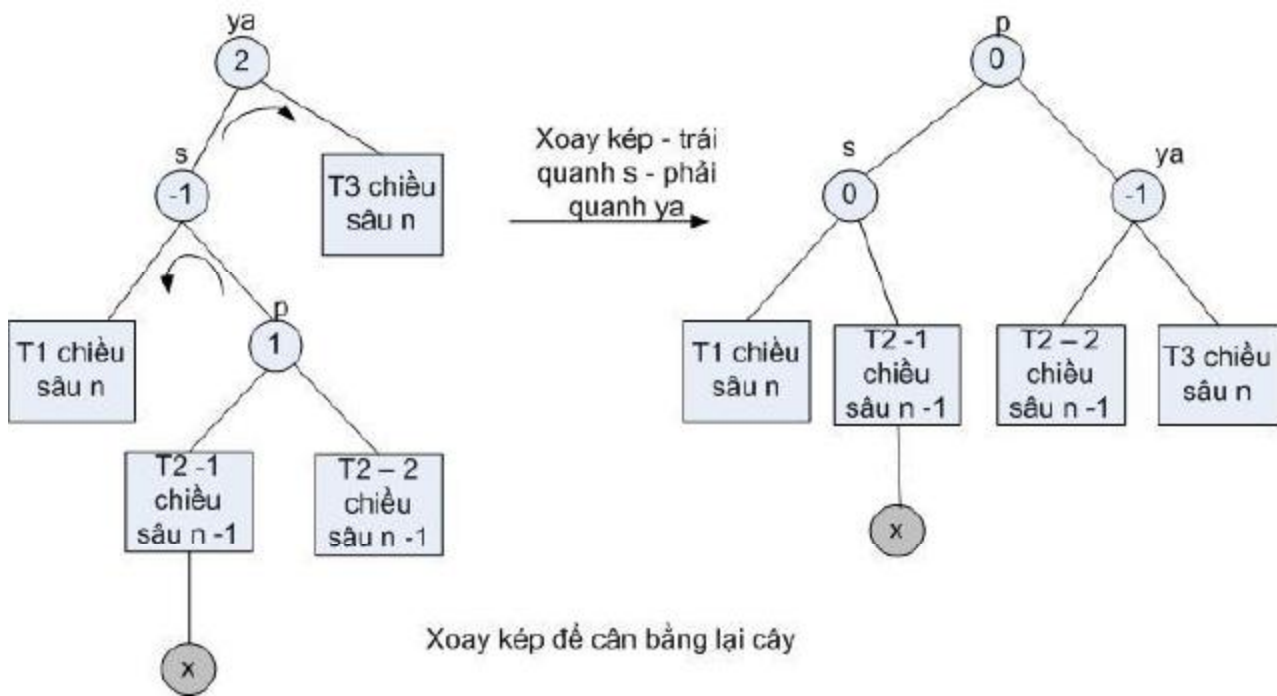 ya
2
s
-1
T3 chiều
sâu n
T1 chiều
sâu n
p
1
T2 -1
chiều
sâu n -1
T2 – 2
chiều
sâu n -1
x
Xoay kép - trái
quanh s - phải
quanh ya
p
0
s
0
ya
-1
T1 chiều
sâu n
T2 -1
chiều
sâu n -1
T2 – 2
chiều
sâu n -1
T3 chiều
sâu n
x
Xoay kép để cân bằng lại cây